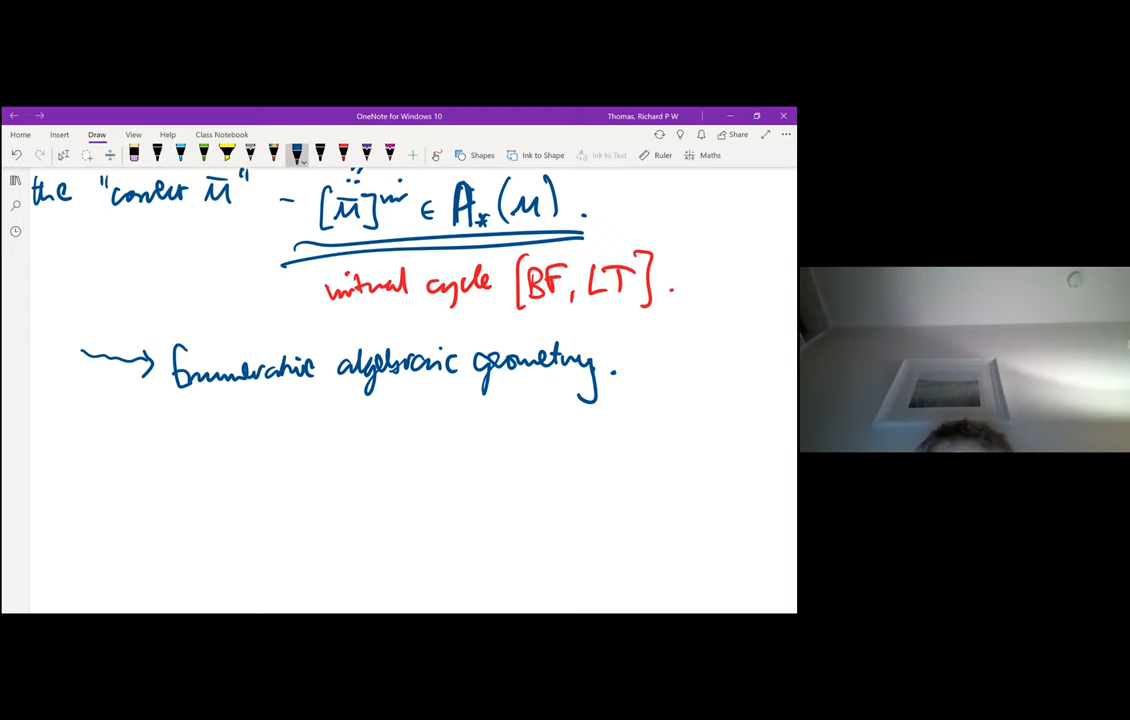 OneNote for Windows 10
Thomas, Richard P W
Home Insert Draw View Help Class Notebook
Share
Shapes Ink to Shape Ink to Text Ruler Maths
the "correct M̄" - [M̄]^vir ∈ A_*(M).
virtual cycle [BF, LT].
→ Enumerative algebraic geometry.